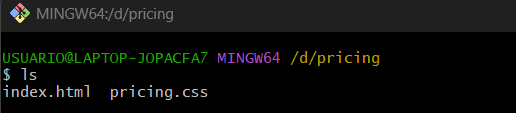 MINGW64:/d/pricing
USUARIO@LAPTOP-JOPACFA7 MINGW64 /d/pricing
$ ls
index.html  pricing.css